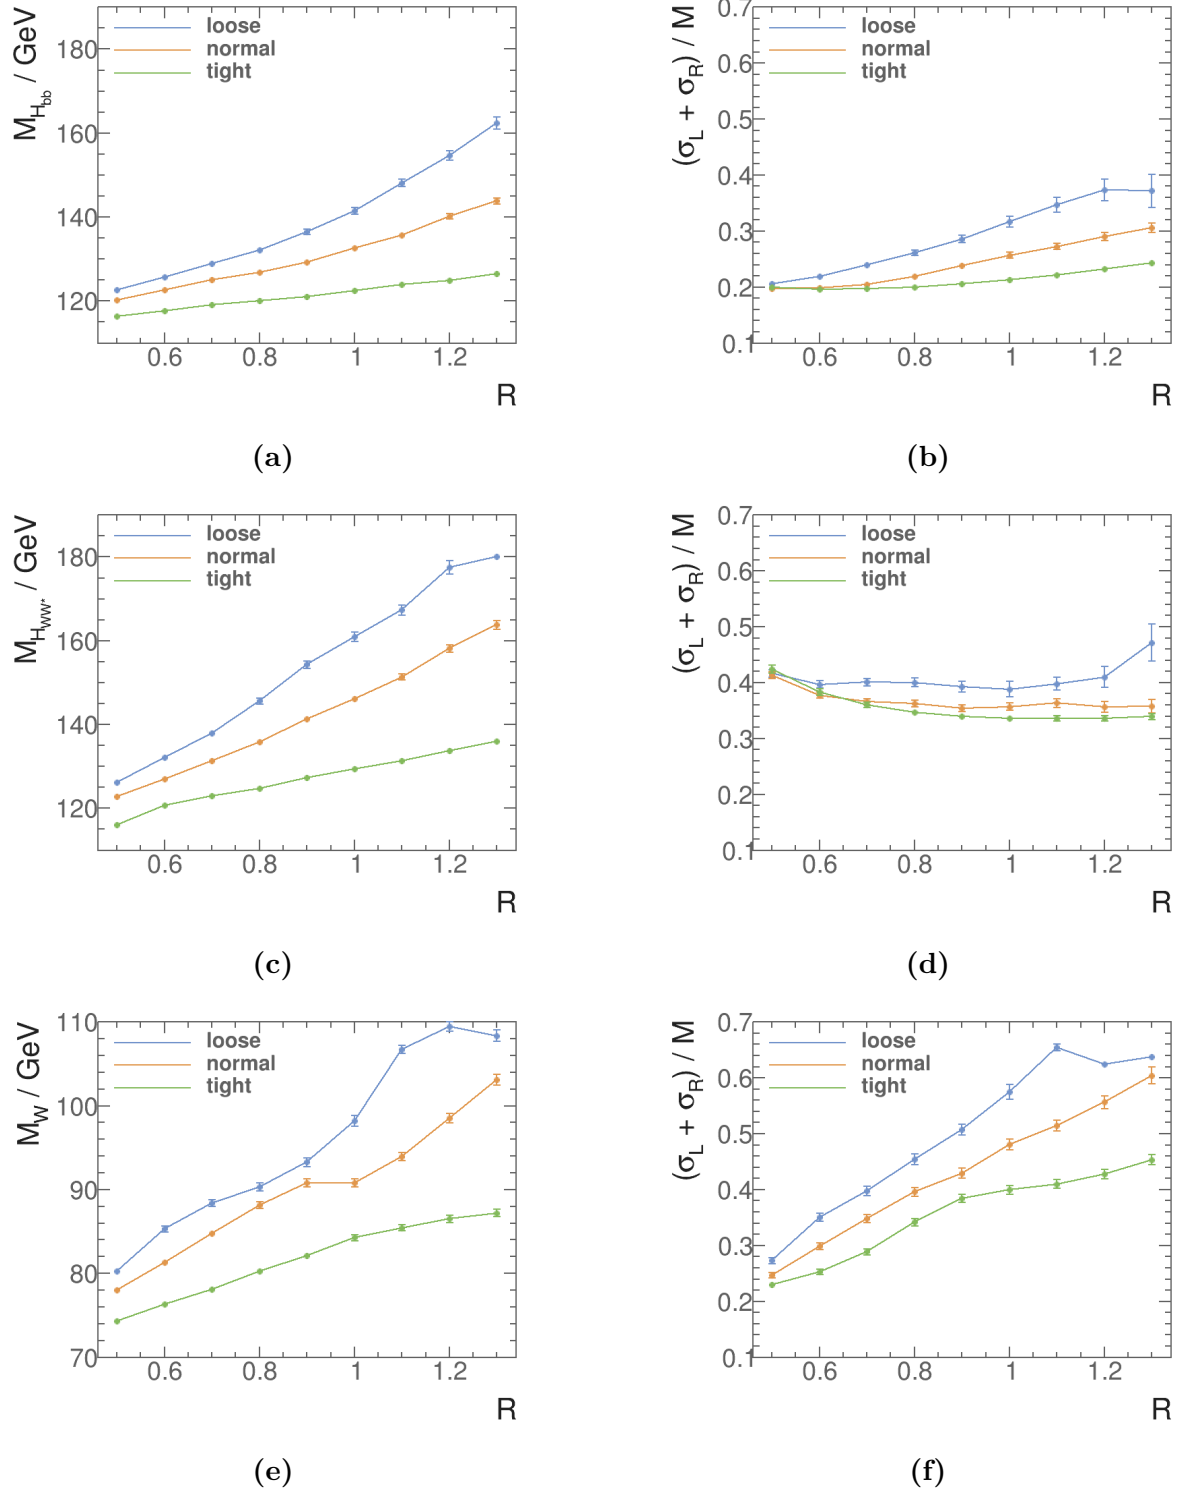 M_{H_{bb}} / GeV
180
160
140
120
loose
normal
tight
0.6 0.8 1 1.2
R
(a)
(σ_L + σ_R) / M
0.7
0.6
0.5
0.4
0.3
0.2
0.1
loose
normal
tight
0.6 0.8 1 1.2
R
(b)
M_{H_{WW*}} / GeV
180
160
140
120
loose
normal
tight
0.6 0.8 1 1.2
R
(c)
(σ_L + σ_R) / M
0.7
0.6
0.5
0.4
0.3
0.2
0.1
loose
normal
tight
0.6 0.8 1 1.2
R
(d)
M_W / GeV
110
100
90
80
70
loose
normal
tight
0.6 0.8 1 1.2
R
(e)
(σ_L + σ_R) / M
0.7
0.6
0.5
0.4
0.3
0.2
0.1
loose
normal
tight
0.6 0.8 1 1.2
R
(f)